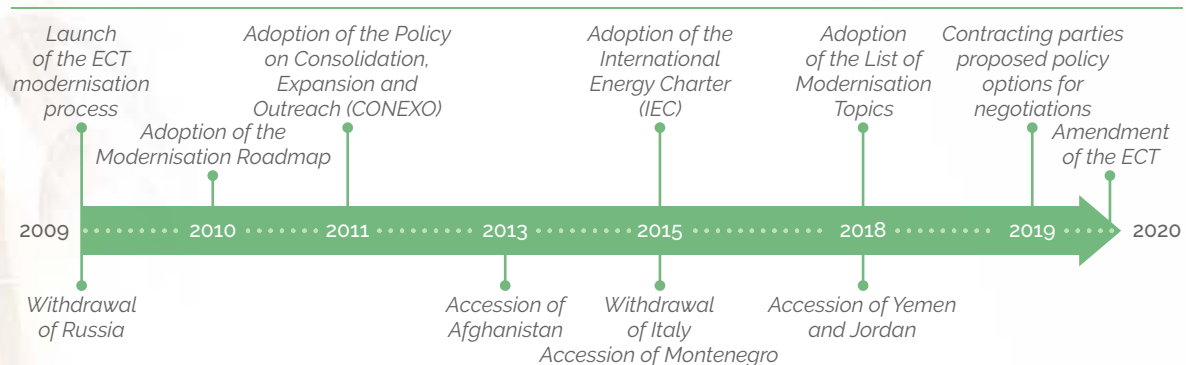 Launch
of the ECT
modernisation
process
Adoption of the
Modernisation Roadmap
Adoption of the Policy
on Consolidation,
Expansion and
Outreach (CONEXO)
Adoption of the
International
Energy Charter
(IEC)
Adoption
of the List of
Modernisation
Topics
Contracting parties
proposed policy
options for
negotiations
Amendment
of the ECT
2009 2010 2011 2013 2015 2018 2019 2020
Withdrawal
of Russia
Accession of
Afghanistan
Withdrawal
of Italy
Accession of Montenegro
Accession of Yemen
and Jordan